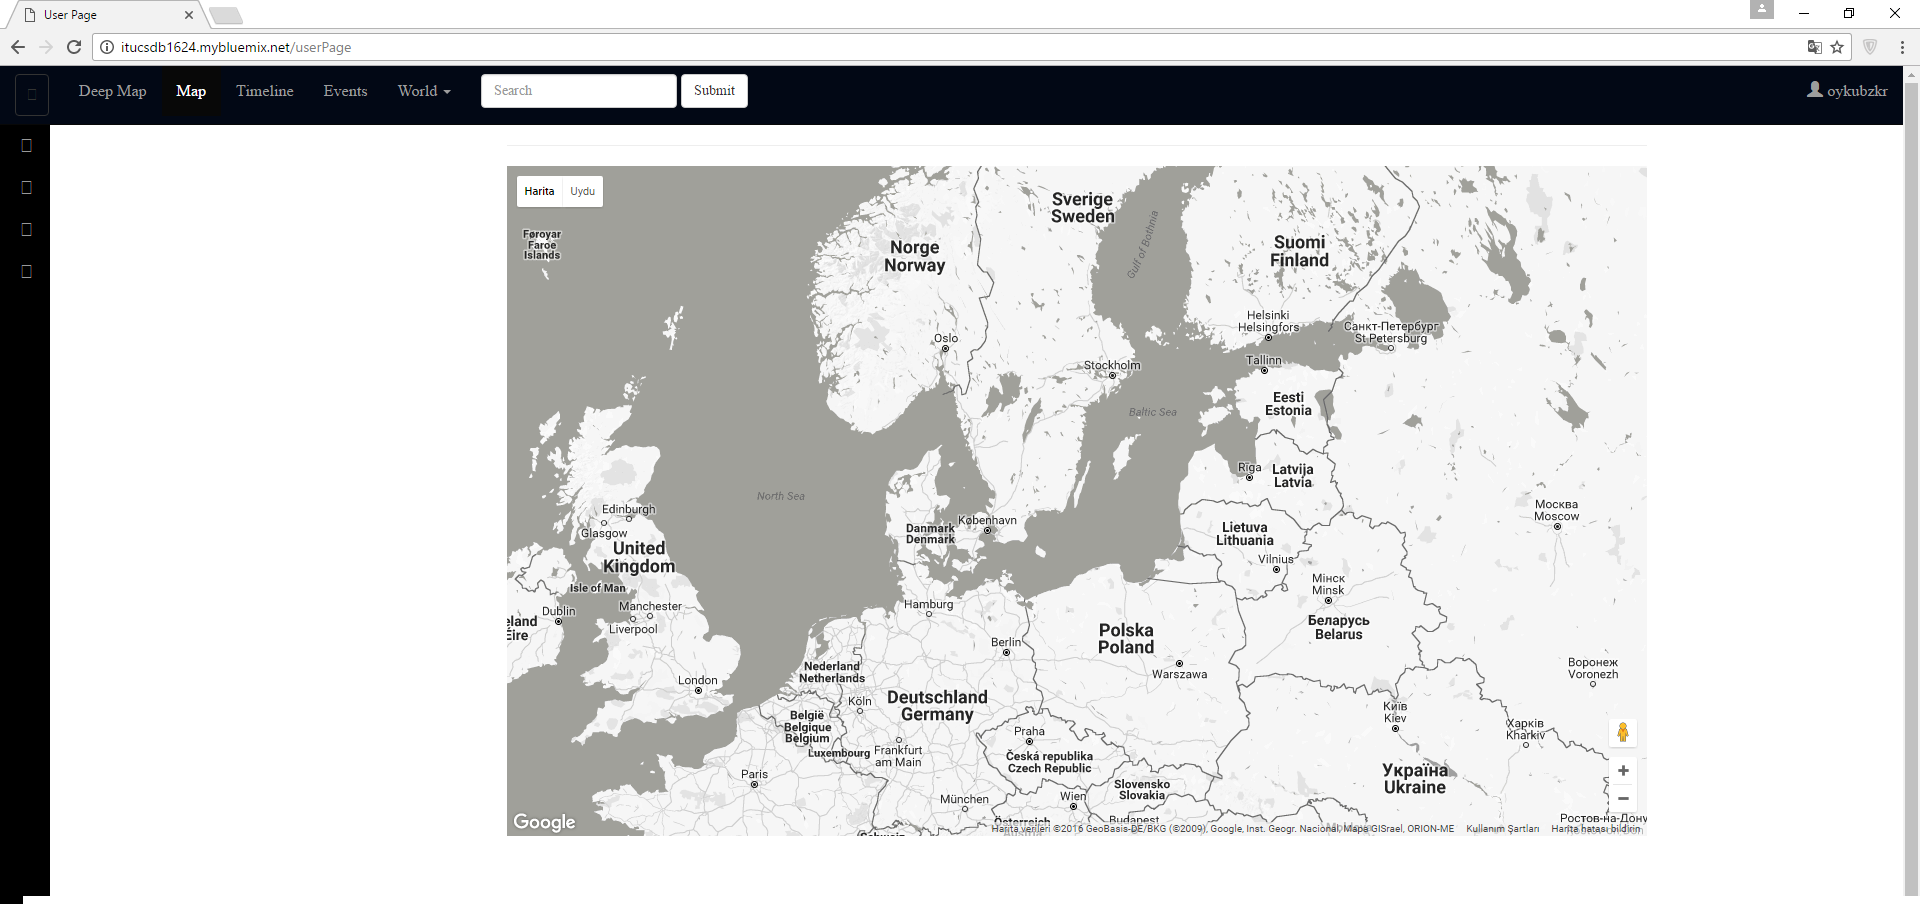 User Page
itucsdb1624.mybluemix.net/userPage
Deep Map
Map
Timeline
Events
World
Search
Submit
oykubzkr
Harita
Uydu
Sverige
Sweden
Føroyar
Faroe
Islands
Norge
Norway
Gulf of Bothnia
Suomi
Finland
Helsinki
Helsingfors
Санкт-Петербург
St Petersburg
Oslo
Stockholm
Tallinn
Eesti
Estonia
Baltic Sea
Rīga
Latvija
Latvia
North Sea
Edinburgh
Glasgow
United
Kingdom
Danmark
Denmark
København
Lietuva
Lithuania
Vilnius
Москва
Moscow
Isle of Man
Dublin
Manchester
Liverpool
eland
Éire
Hamburg
Berlin
Мінск
Minsk
Беларусь
Belarus
Polska
Poland
Warszawa
Воронеж
Voronezh
London
Nederland
Netherlands
Köln
Deutschland
Germany
België
Belgique
Belgium
Luxembourg
Frankfurt
am Main
Praha
Česká republika
Czech Republic
Київ
Kiev
Харків
Kharkiv
Paris
München
Wien
Slovensko
Slovakia
Україна
Ukraine
Österreich
Budapest
Ростов-на-Дону
Google
Harita verileri ©2016 GeoBasis-DE/BKG (©2009), Google, Inst. Geogr. Nacional, Mapa GISrael, ORION-ME
Kullanım Şartları
Harita hatası bildirin